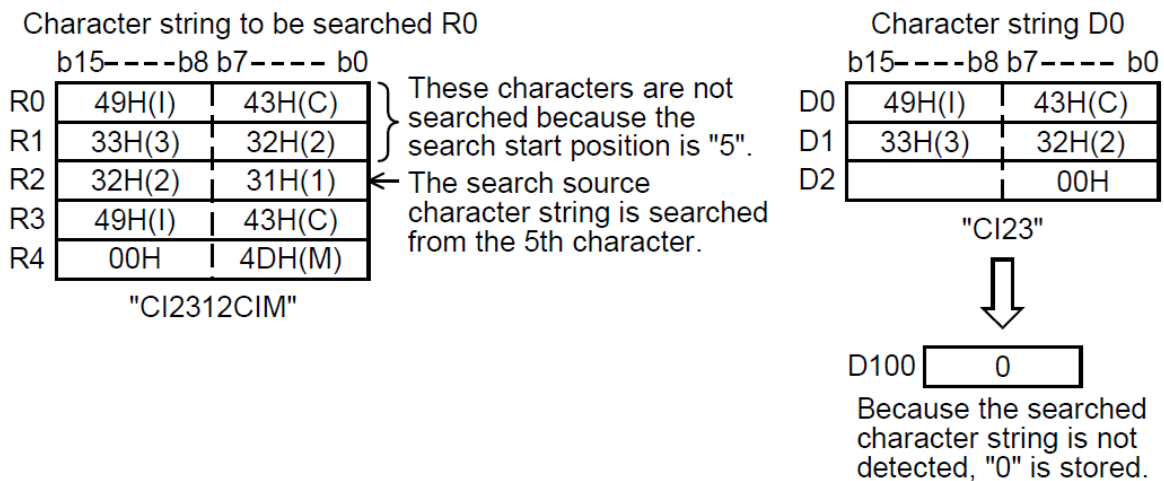 Character string to be searched R0
b15----b8 b7---- b0
R0 49H(I) 43H(C)
R1 33H(3) 32H(2)
R2 32H(2) 31H(1)
R3 49H(I) 43H(C)
R4 00H 4DH(M)
"CI2312CIM"
These characters are not
searched because the
search start position is "5".
The search source
character string is searched
from the 5th character.
Character string D0
b15----b8 b7---- b0
D0 49H(I) 43H(C)
D1 33H(3) 32H(2)
D2 00H
"CI23"
D100 0
Because the searched
character string is not
detected, "0" is stored.